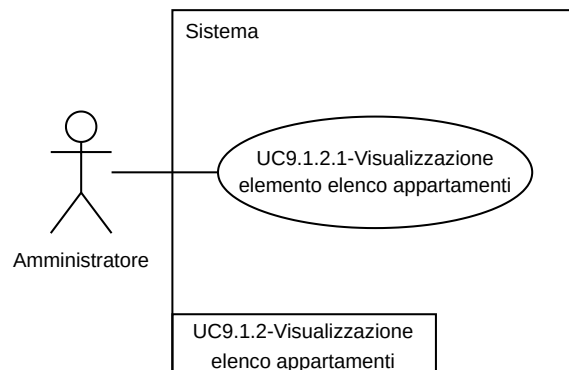 Sistema
UC9.1.2.1-Visualizzazione
elemento elenco appartamenti
Amministratore
UC9.1.2-Visualizzazione
elenco appartamenti